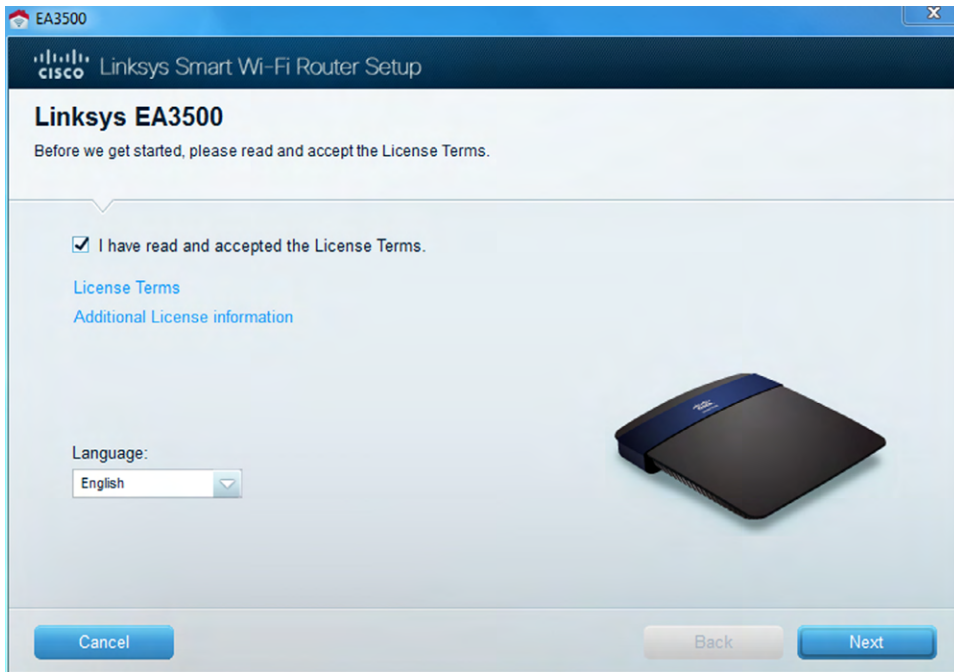 EA3500
CISCO Linksys Smart Wi-Fi Router Setup
Linksys EA3500
Before we get started, please read and accept the License Terms.
I have read and accepted the License Terms.
License Terms
Additional License information
Language:
English
Cancel Back Next